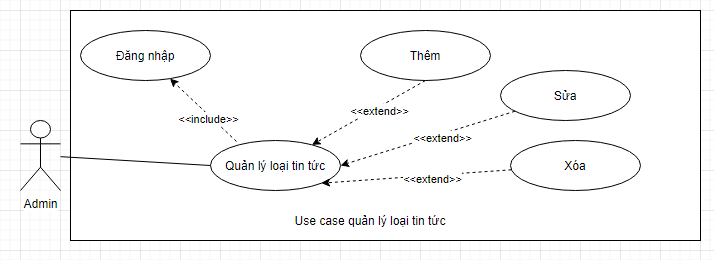 Đăng nhập
Thêm
Sửa
<<extend>>
<<include>>
<<extend>>
Quản lý loại tin tức
Xóa
<<extend>>
Admin
Use case quản lý loại tin tức